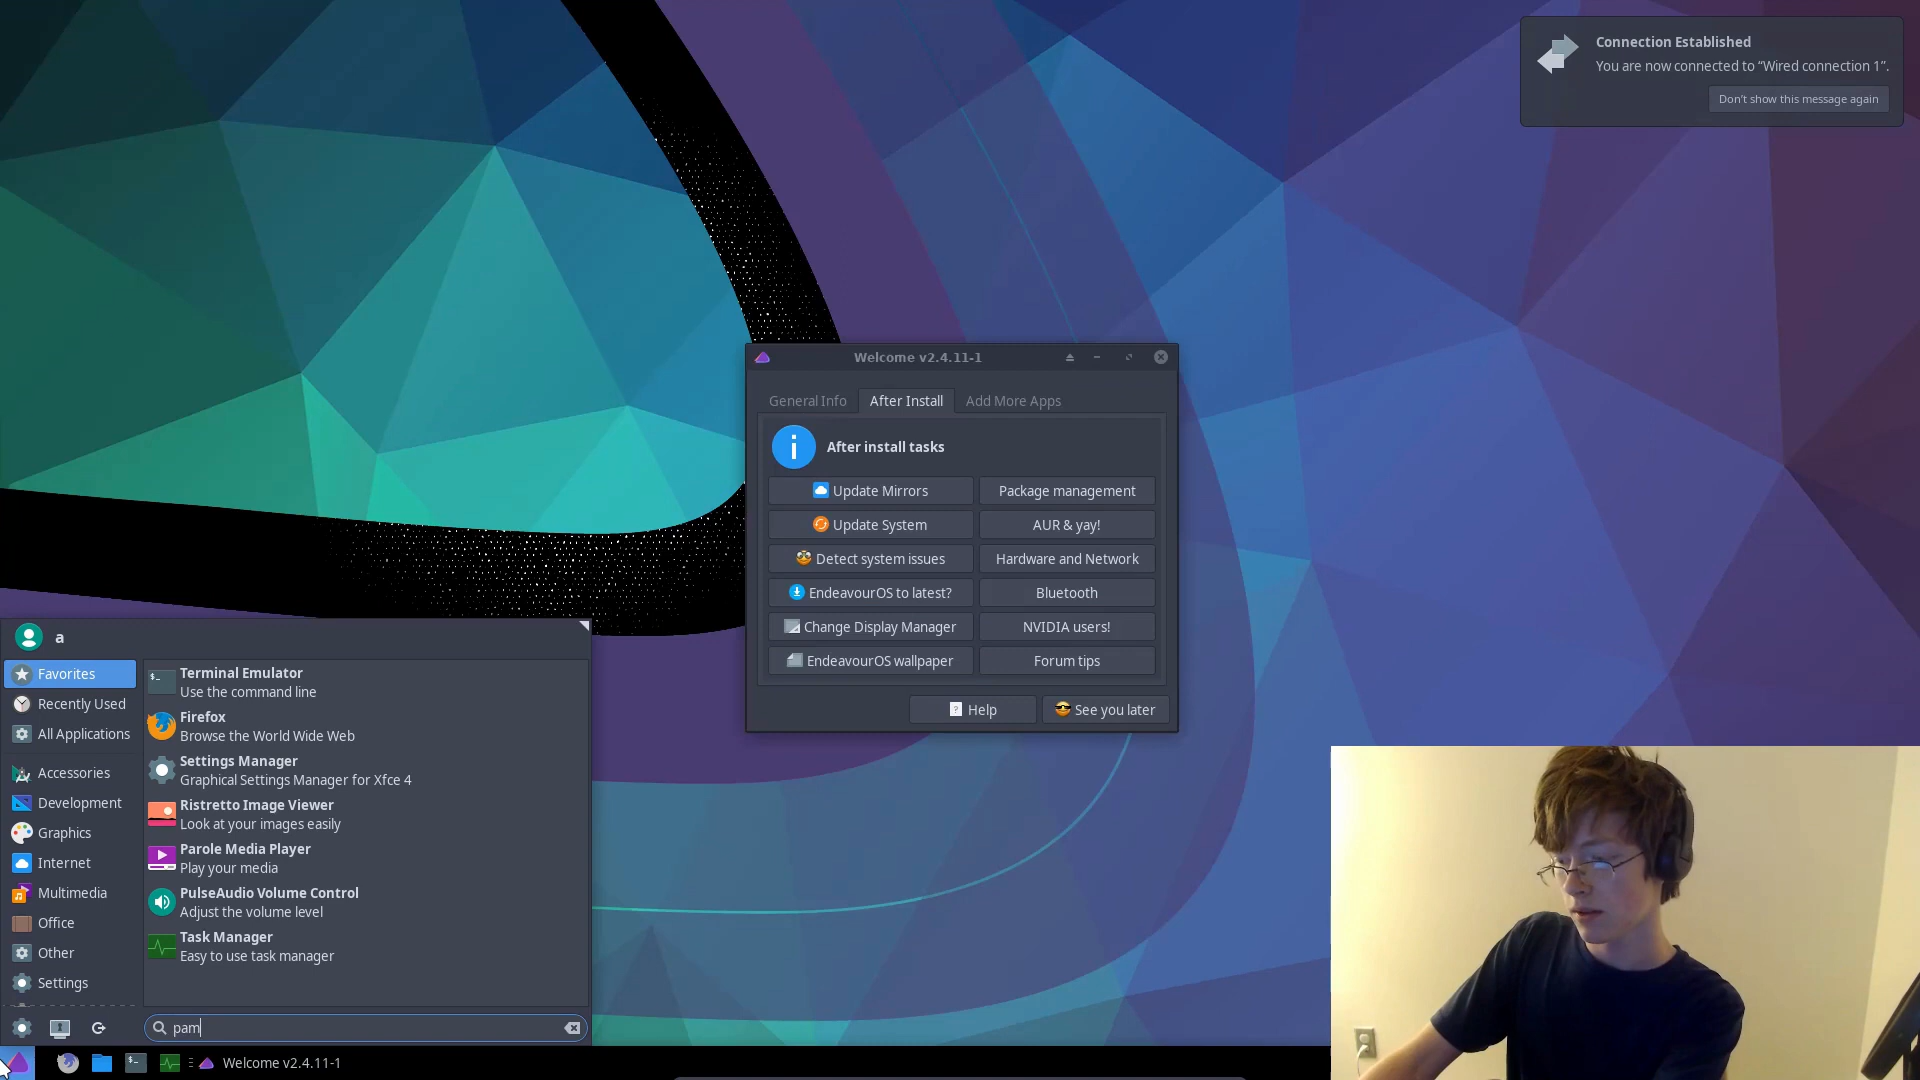 Connection Established
You are now connected to “Wired connection 1”.
Don't show this message again
Welcome v2.4.11-1
General Info
After Install
Add More Apps
i
After install tasks
Update Mirrors
Package management
Update System
AUR & yay!
Detect system issues
Hardware and Network
EndeavourOS to latest?
Bluetooth
Change Display Manager
NVIDIA users!
EndeavourOS wallpaper
Forum tips
? Help
See you later
a
Favorites
Recently Used
All Applications
Accessories
Development
Graphics
Internet
Multimedia
Office
Other
Settings
Terminal Emulator
Use the command line
Firefox
Browse the World Wide Web
Settings Manager
Graphical Settings Manager for Xfce 4
Ristretto Image Viewer
Look at your images easily
Parole Media Player
Play your media
PulseAudio Volume Control
Adjust the volume level
Task Manager
Easy to use task manager
pam
Welcome v2.4.11-1